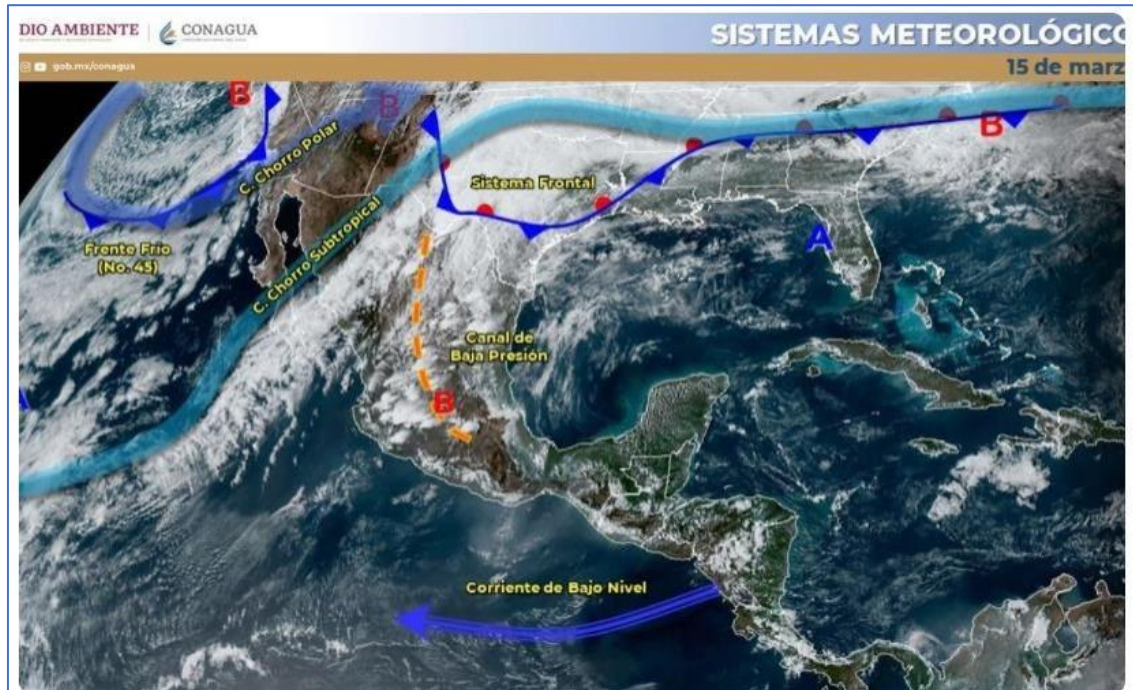 DIO AMBIENTE
CONAGUA
SISTEMAS METEOROLÓGICO
gob.mx/conagua
15 de marz
B
B
C. Chorro Polar
B
Sistema Frontal
C. Chorro Subtropical
Frente Frío
(No. 45)
A
Canal de
Baja Presión
A
B
Corriente de Bajo Nivel